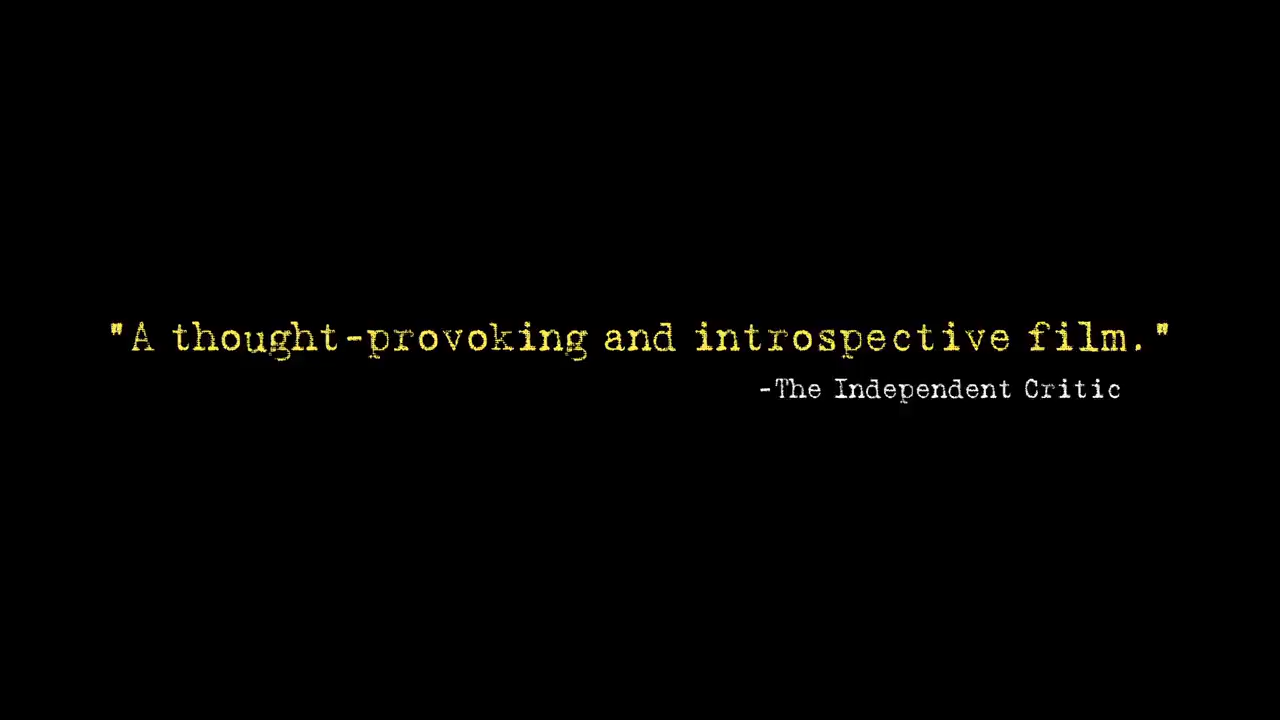 "A thought-provoking and introspective film."
-The Independent Critic